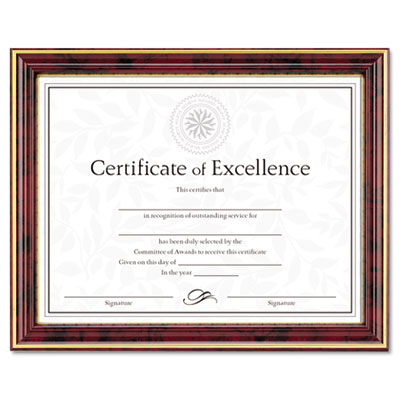 Certificate of Excellence
This certifies that
in recognition of outstanding service for
has been duly selected by the
Committee of Awards to receive this certificate
Given on this day of
In the year
Signature Signature